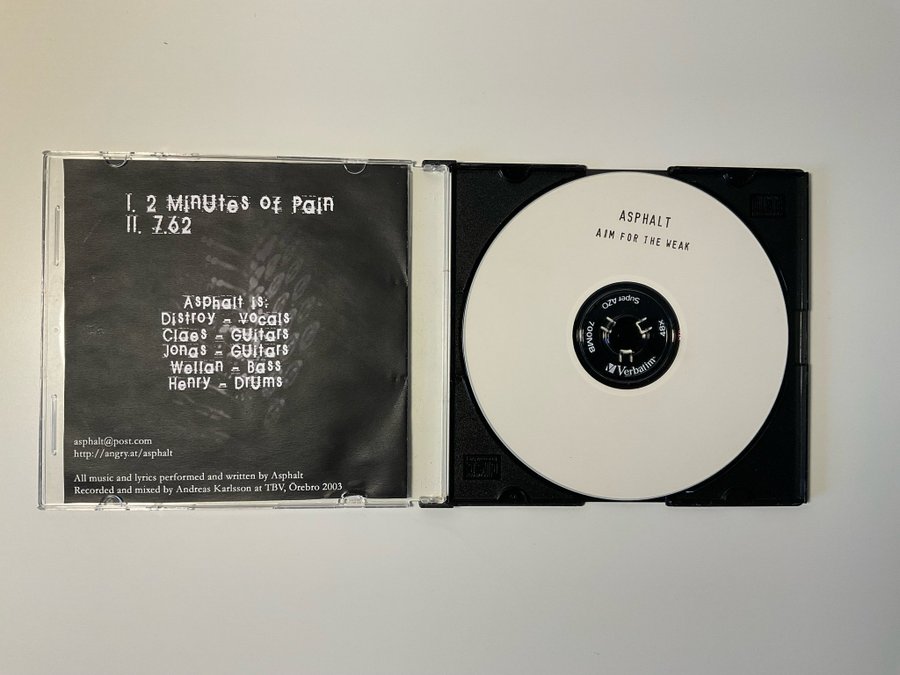 I. 2 Minutes of Pain
II. 7.62
Asphalt is:
Distroy - Vocals
Claes - Guitars
Jonas - Guitars
Wellan - Bass
Henry - Drums
asphalt@post.com
http://angry.at/asphalt
All music and lyrics performed and written by Asphalt
Recorded and mixed by Andreas Karlsson at TBV, Örebro 2003
ASPHALT
AIM FOR THE WEAK
Super AZO
700MB
48X
Verbatim